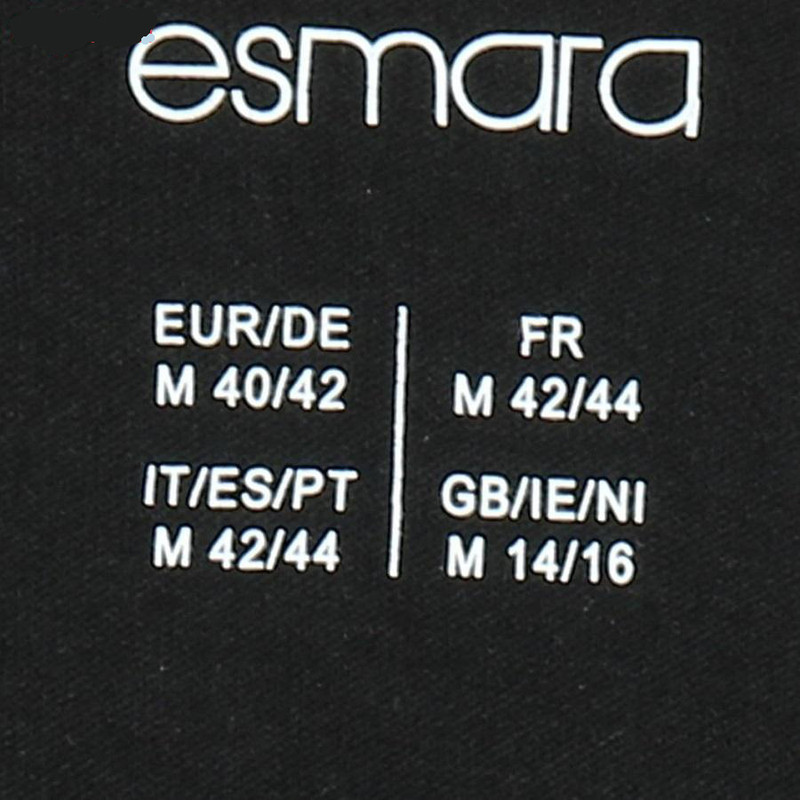 esmara
EUR/DE
M 40/42
FR
M 42/44
IT/ES/PT
M 42/44
GB/IE/NI
M 14/16